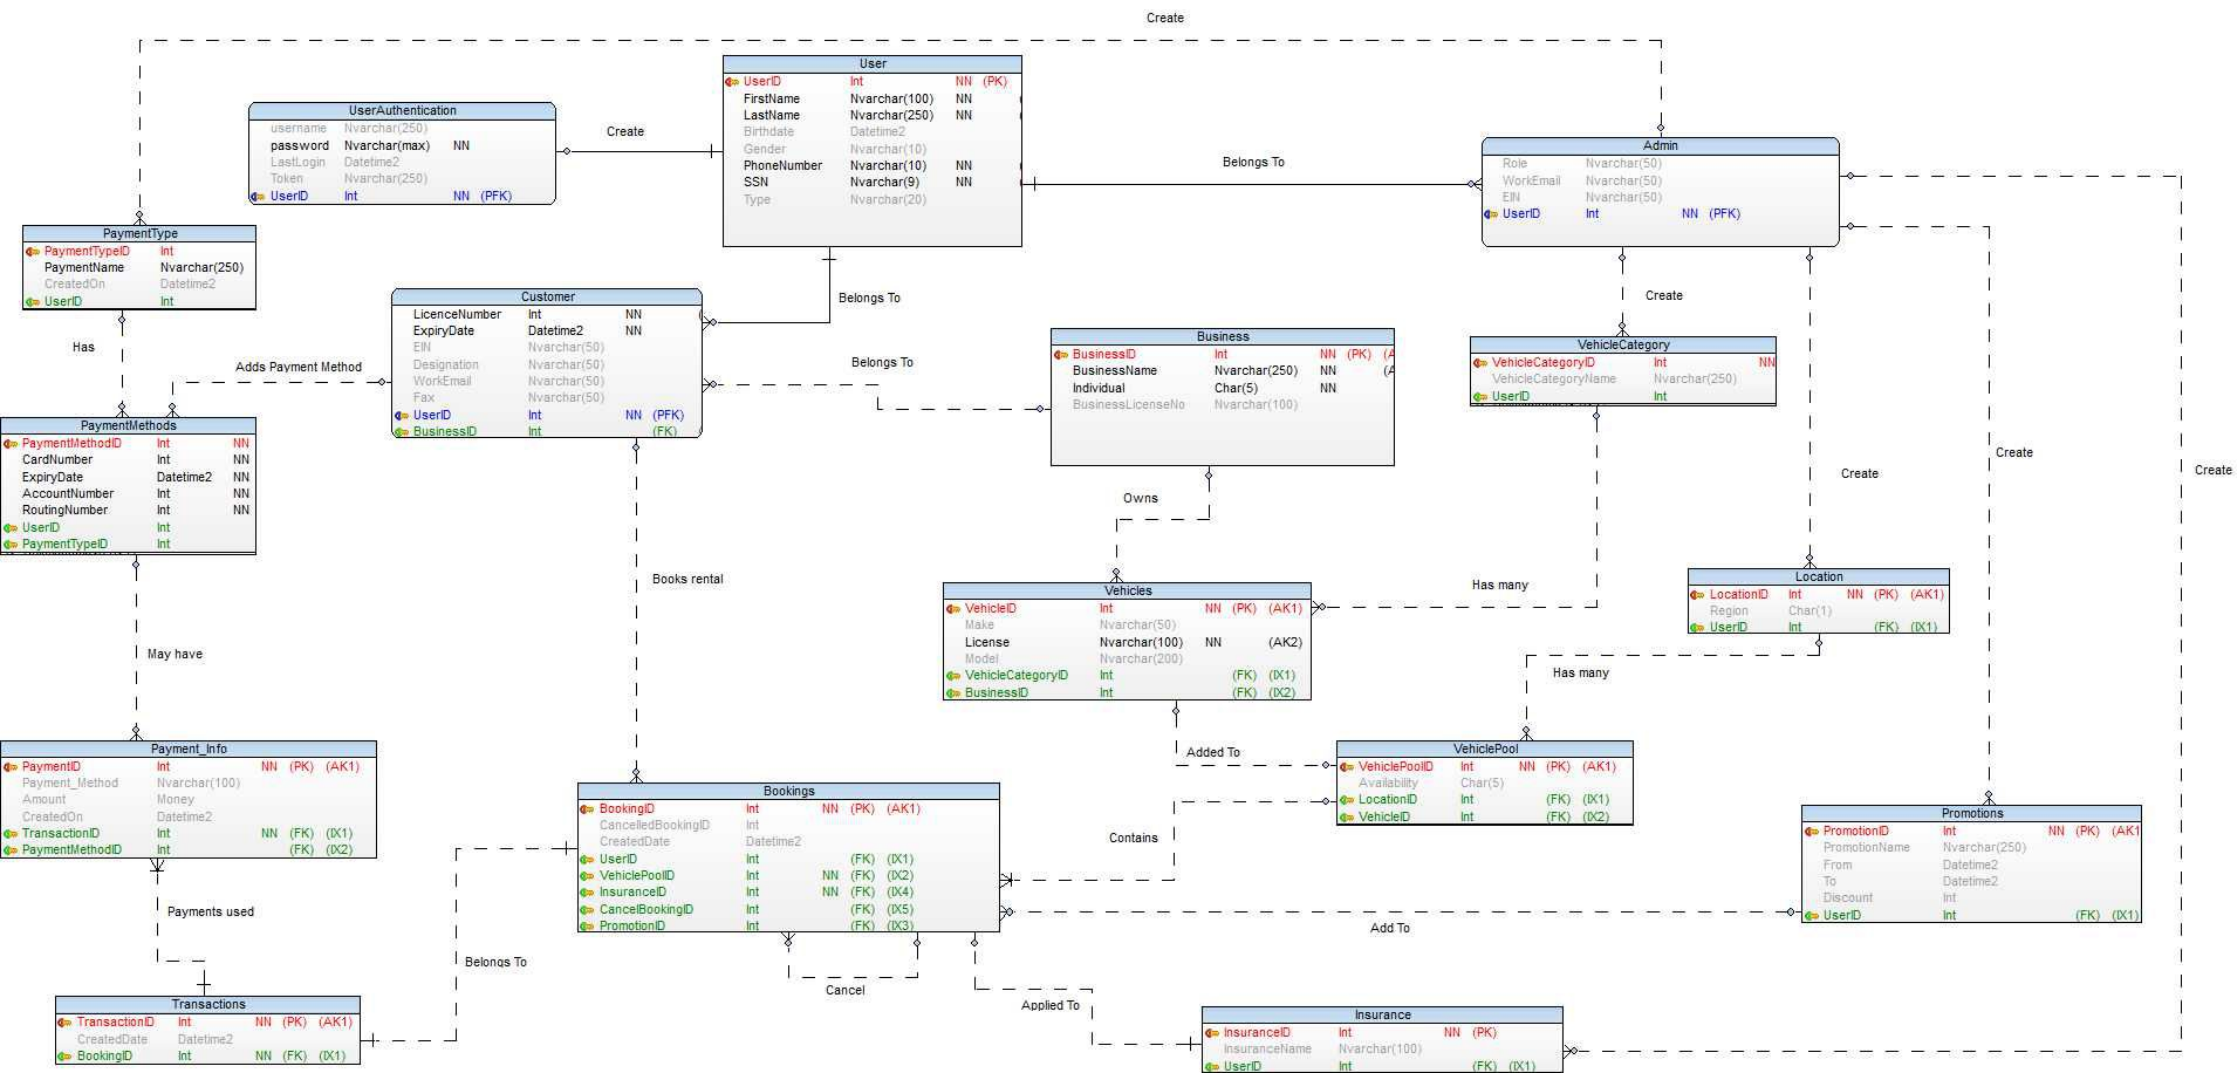 Create
User
UserID Int NN (PK)
FirstName Nvarchar(100) NN
LastName Nvarchar(250) NN
Birthdate Datetime2
Gender Nvarchar(10)
PhoneNumber Nvarchar(10) NN
SSN Nvarchar(9) NN
Type Nvarchar(20)
UserAuthentication
username Nvarchar(250)
password Nvarchar(max) NN
LastLogin Datetime2
Token Nvarchar(250)
UserID Int NN (PFK)
Create
Belongs To
Admin
Role Nvarchar(50)
WorkEmail Nvarchar(50)
EIN Nvarchar(50)
UserID Int NN (PFK)
PaymentType
PaymentTypeID Int
PaymentName Nvarchar(250)
CreatedOn Datetime2
UserID Int
Has
Adds Payment Method
Customer
LicenceNumber Int NN
ExpiryDate Datetime2 NN
EIN Nvarchar(50)
Designation Nvarchar(50)
WorkEmail Nvarchar(50)
Fax Nvarchar(50)
UserID Int NN (PFK)
BusinessID Int (FK)
Belongs To
Belongs To
Business
BusinessID Int NN (PK) (A
BusinessName Nvarchar(250) NN (A
Individual Char(5) NN
BusinessLicenseNo Nvarchar(100)
Create
VehicleCategory
VehicleCategoryID Int NN
VehicleCategoryName Nvarchar(250)
UserID Int
Create
Create
Create
PaymentMethods
PaymentMethodID Int NN
CardNumber Int NN
ExpiryDate Datetime2 NN
AccountNumber Int NN
RoutingNumber Int NN
UserID Int
PaymentTypeID Int
Owns
Books rental
Vehicles
VehicleID Int NN (PK) (AK1)
Make Nvarchar(50)
License Nvarchar(100) NN (AK2)
Model Nvarchar(200)
VehicleCategoryID Int (FK) (IX1)
BusinessID Int (FK) (IX2)
Has many
Location
LocationID Int NN (PK) (AK1)
Region Char(1)
UserID Int (FK) (IX1)
May have
Has many
Payment_Info
PaymentID Int NN (PK) (AK1)
Payment_Method Nvarchar(100)
Amount Money
CreatedOn Datetime2
TransactionID Int NN (FK) (IX1)
PaymentMethodID Int (FK) (IX2)
Added To
VehiclePool
VehiclePoolID Int NN (PK) (AK1)
Availability Char(5)
LocationID Int (FK) (IX1)
VehicleID Int (FK) (IX2)
Bookings
BookingID Int NN (PK) (AK1)
CancelledBookingID Int
CreatedDate Datetime2
UserID Int (FK) (IX1)
VehiclePoolID Int NN (FK) (IX2)
InsuranceID Int NN (FK) (IX4)
CancelBookingID Int (FK) (IX5)
PromotionID Int (FK) (IX3)
Contains
Promotions
PromotionID Int NN (PK) (AK1
PromotionName Nvarchar(250)
From Datetime2
To Datetime2
Discount Int
UserID Int (FK) (IX1)
Payments used
Add To
Belongs To
Cancel
Applied To
Transactions
TransactionID Int NN (PK) (AK1)
CreatedDate Datetime2
BookingID Int NN (FK) (IX1)
Insurance
InsuranceID Int NN (PK)
InsuranceName Nvarchar(100)
UserID Int (FK) (IX1)